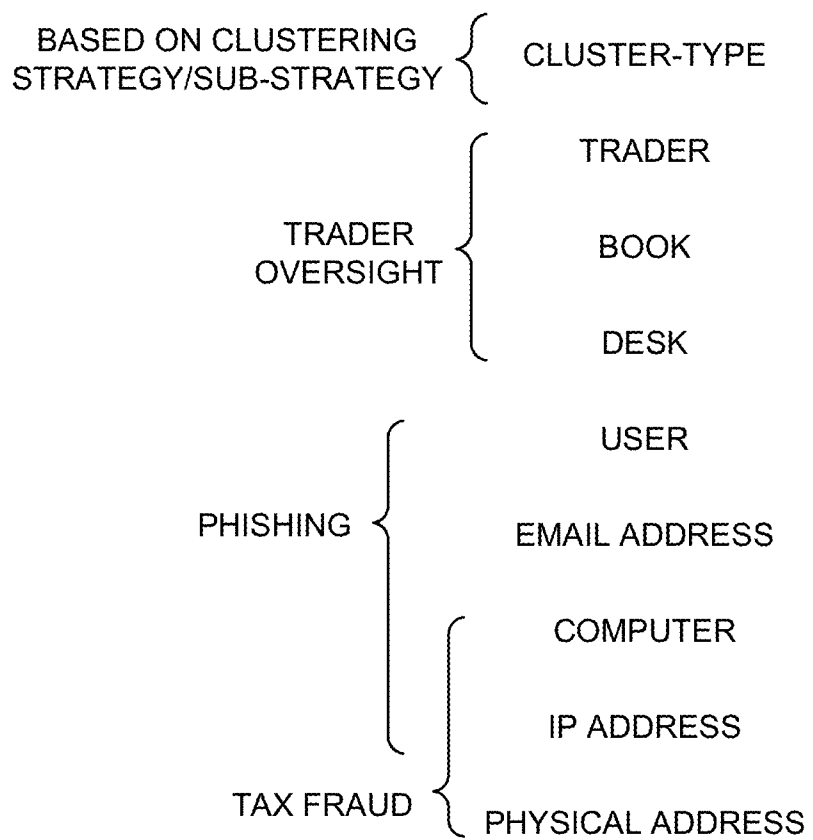 BASED ON CLUSTERING
STRATEGY/SUB-STRATEGY
CLUSTER-TYPE
TRADER
OVERSIGHT
TRADER
BOOK
DESK
PHISHING
USER
EMAIL ADDRESS
COMPUTER
IP ADDRESS
TAX FRAUD
PHYSICAL ADDRESS